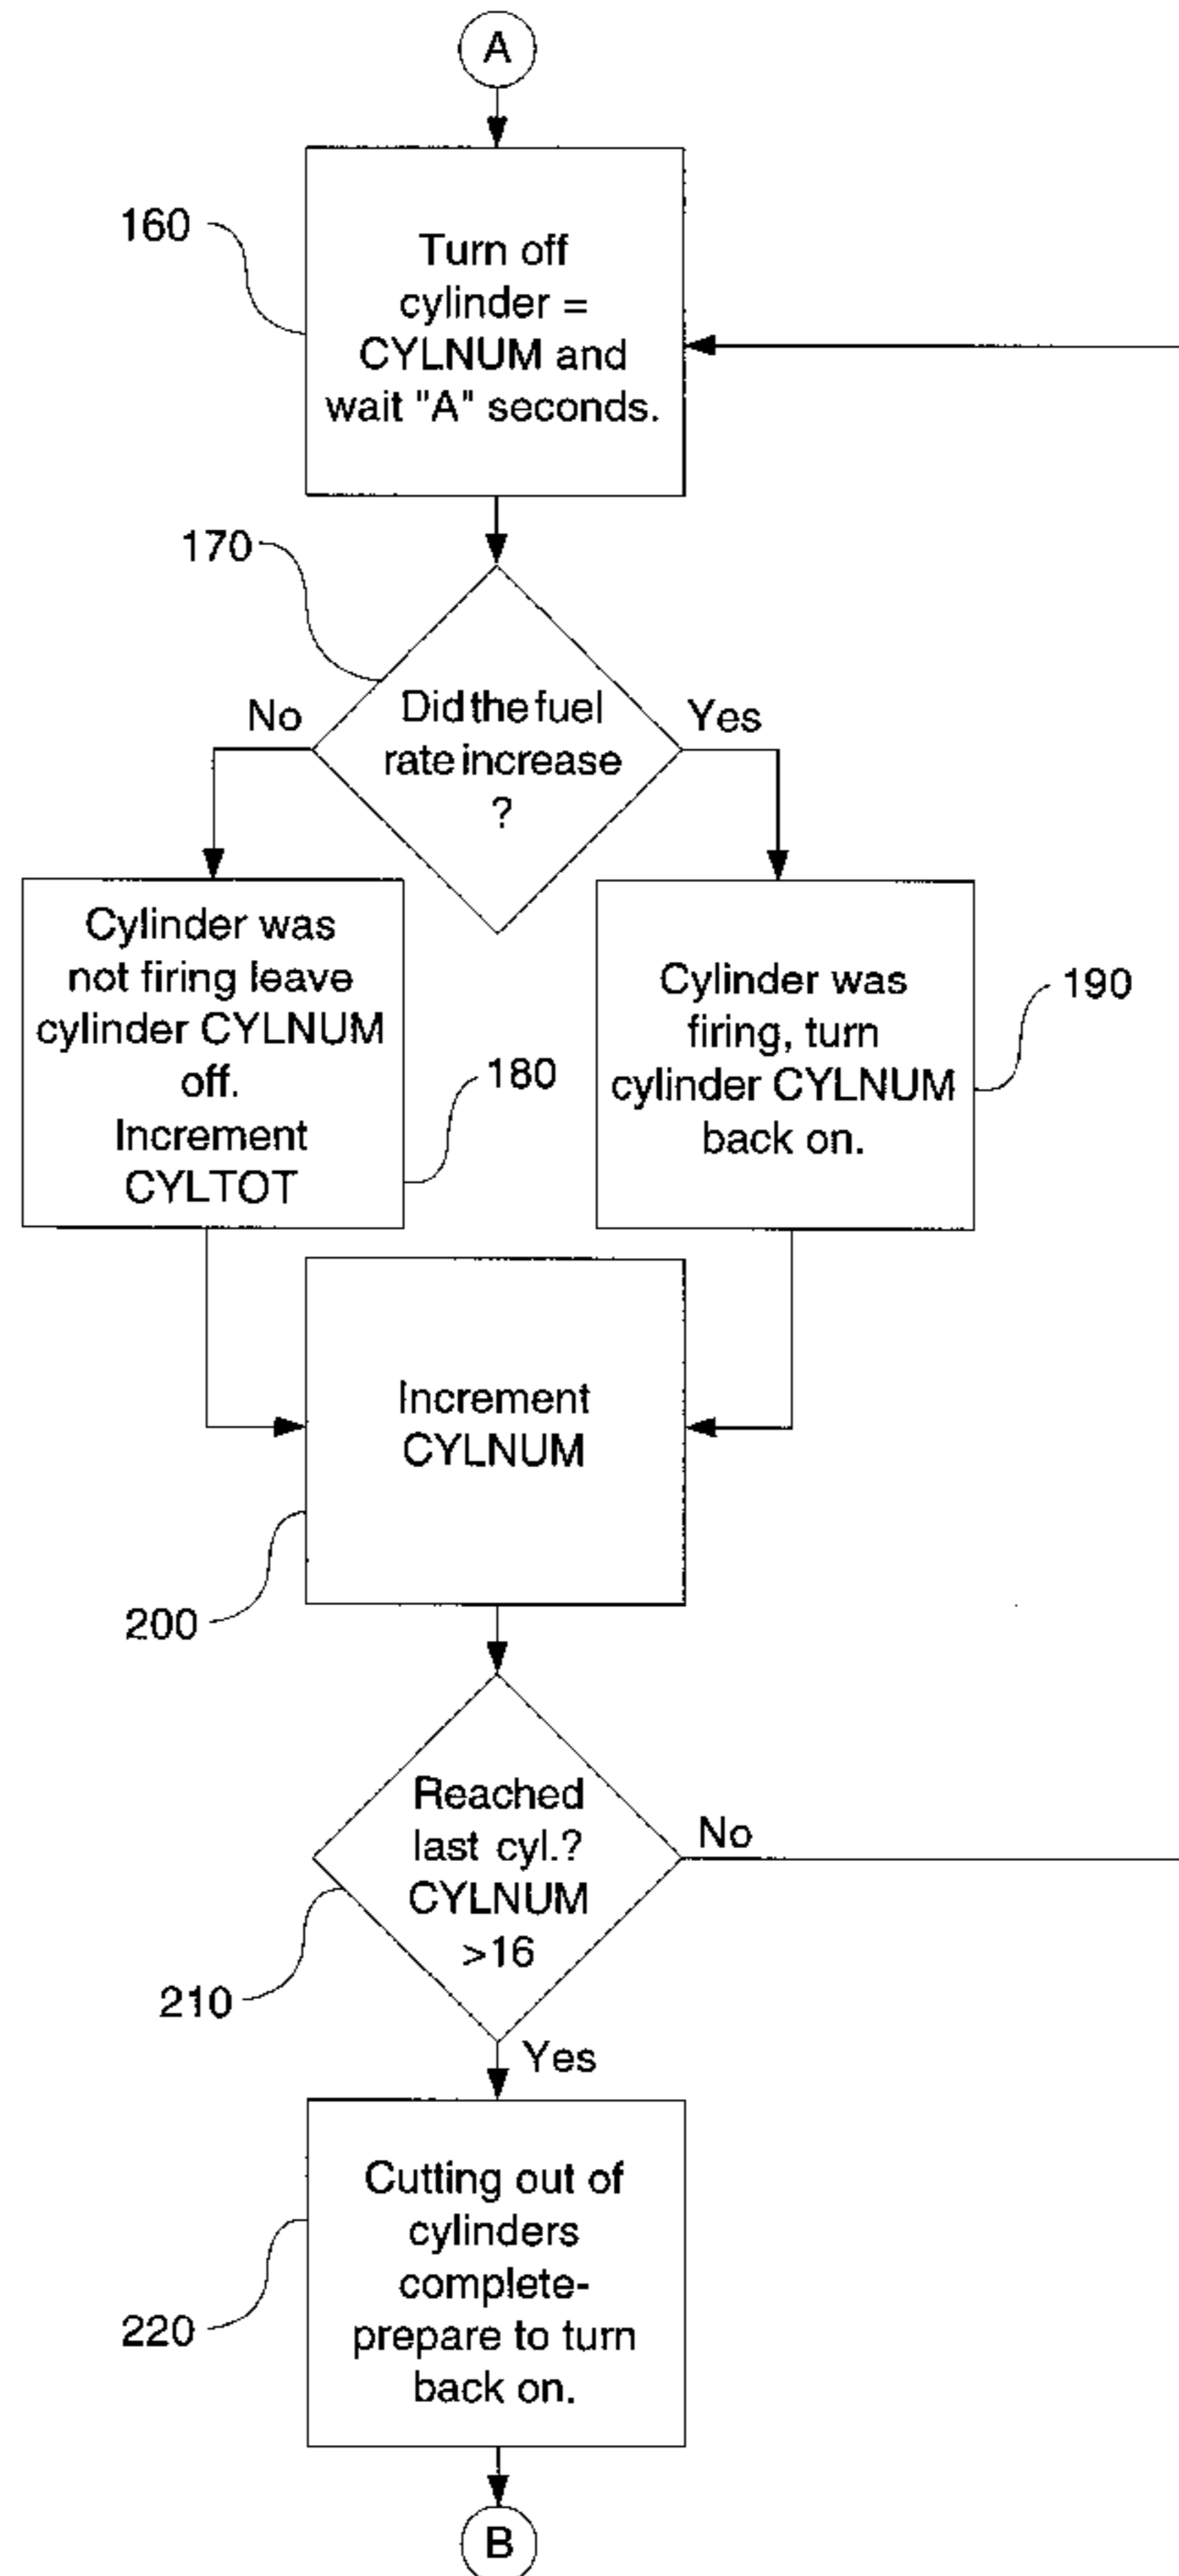 A
160
Turn off
cylinder =
CYLNUM and
wait "A" seconds.
170
No
Did the fuel
rate increase
?
Yes
Cylinder was
not firing leave
cylinder CYLNUM
off.
Increment
CYLTOT
180
Cylinder was
firing, turn
cylinder CYLNUM
back on.
190
Increment
CYLNUM
200
Reached
last cyl.?
CYLNUM
>16
No
210
Yes
Cutting out of
cylinders
complete-
prepare to turn
back on.
220
B